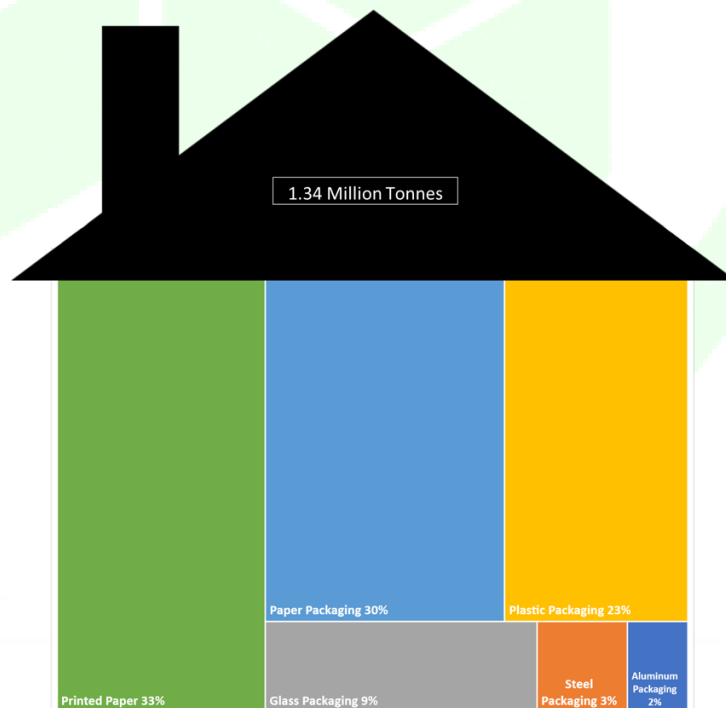 1.34 Million Tonnes
Paper Packaging 30%
Plastic Packaging 23%
Printed Paper 33%
Glass Packaging 9%
Steel
Packaging 3%
Aluminum
Packaging
2%